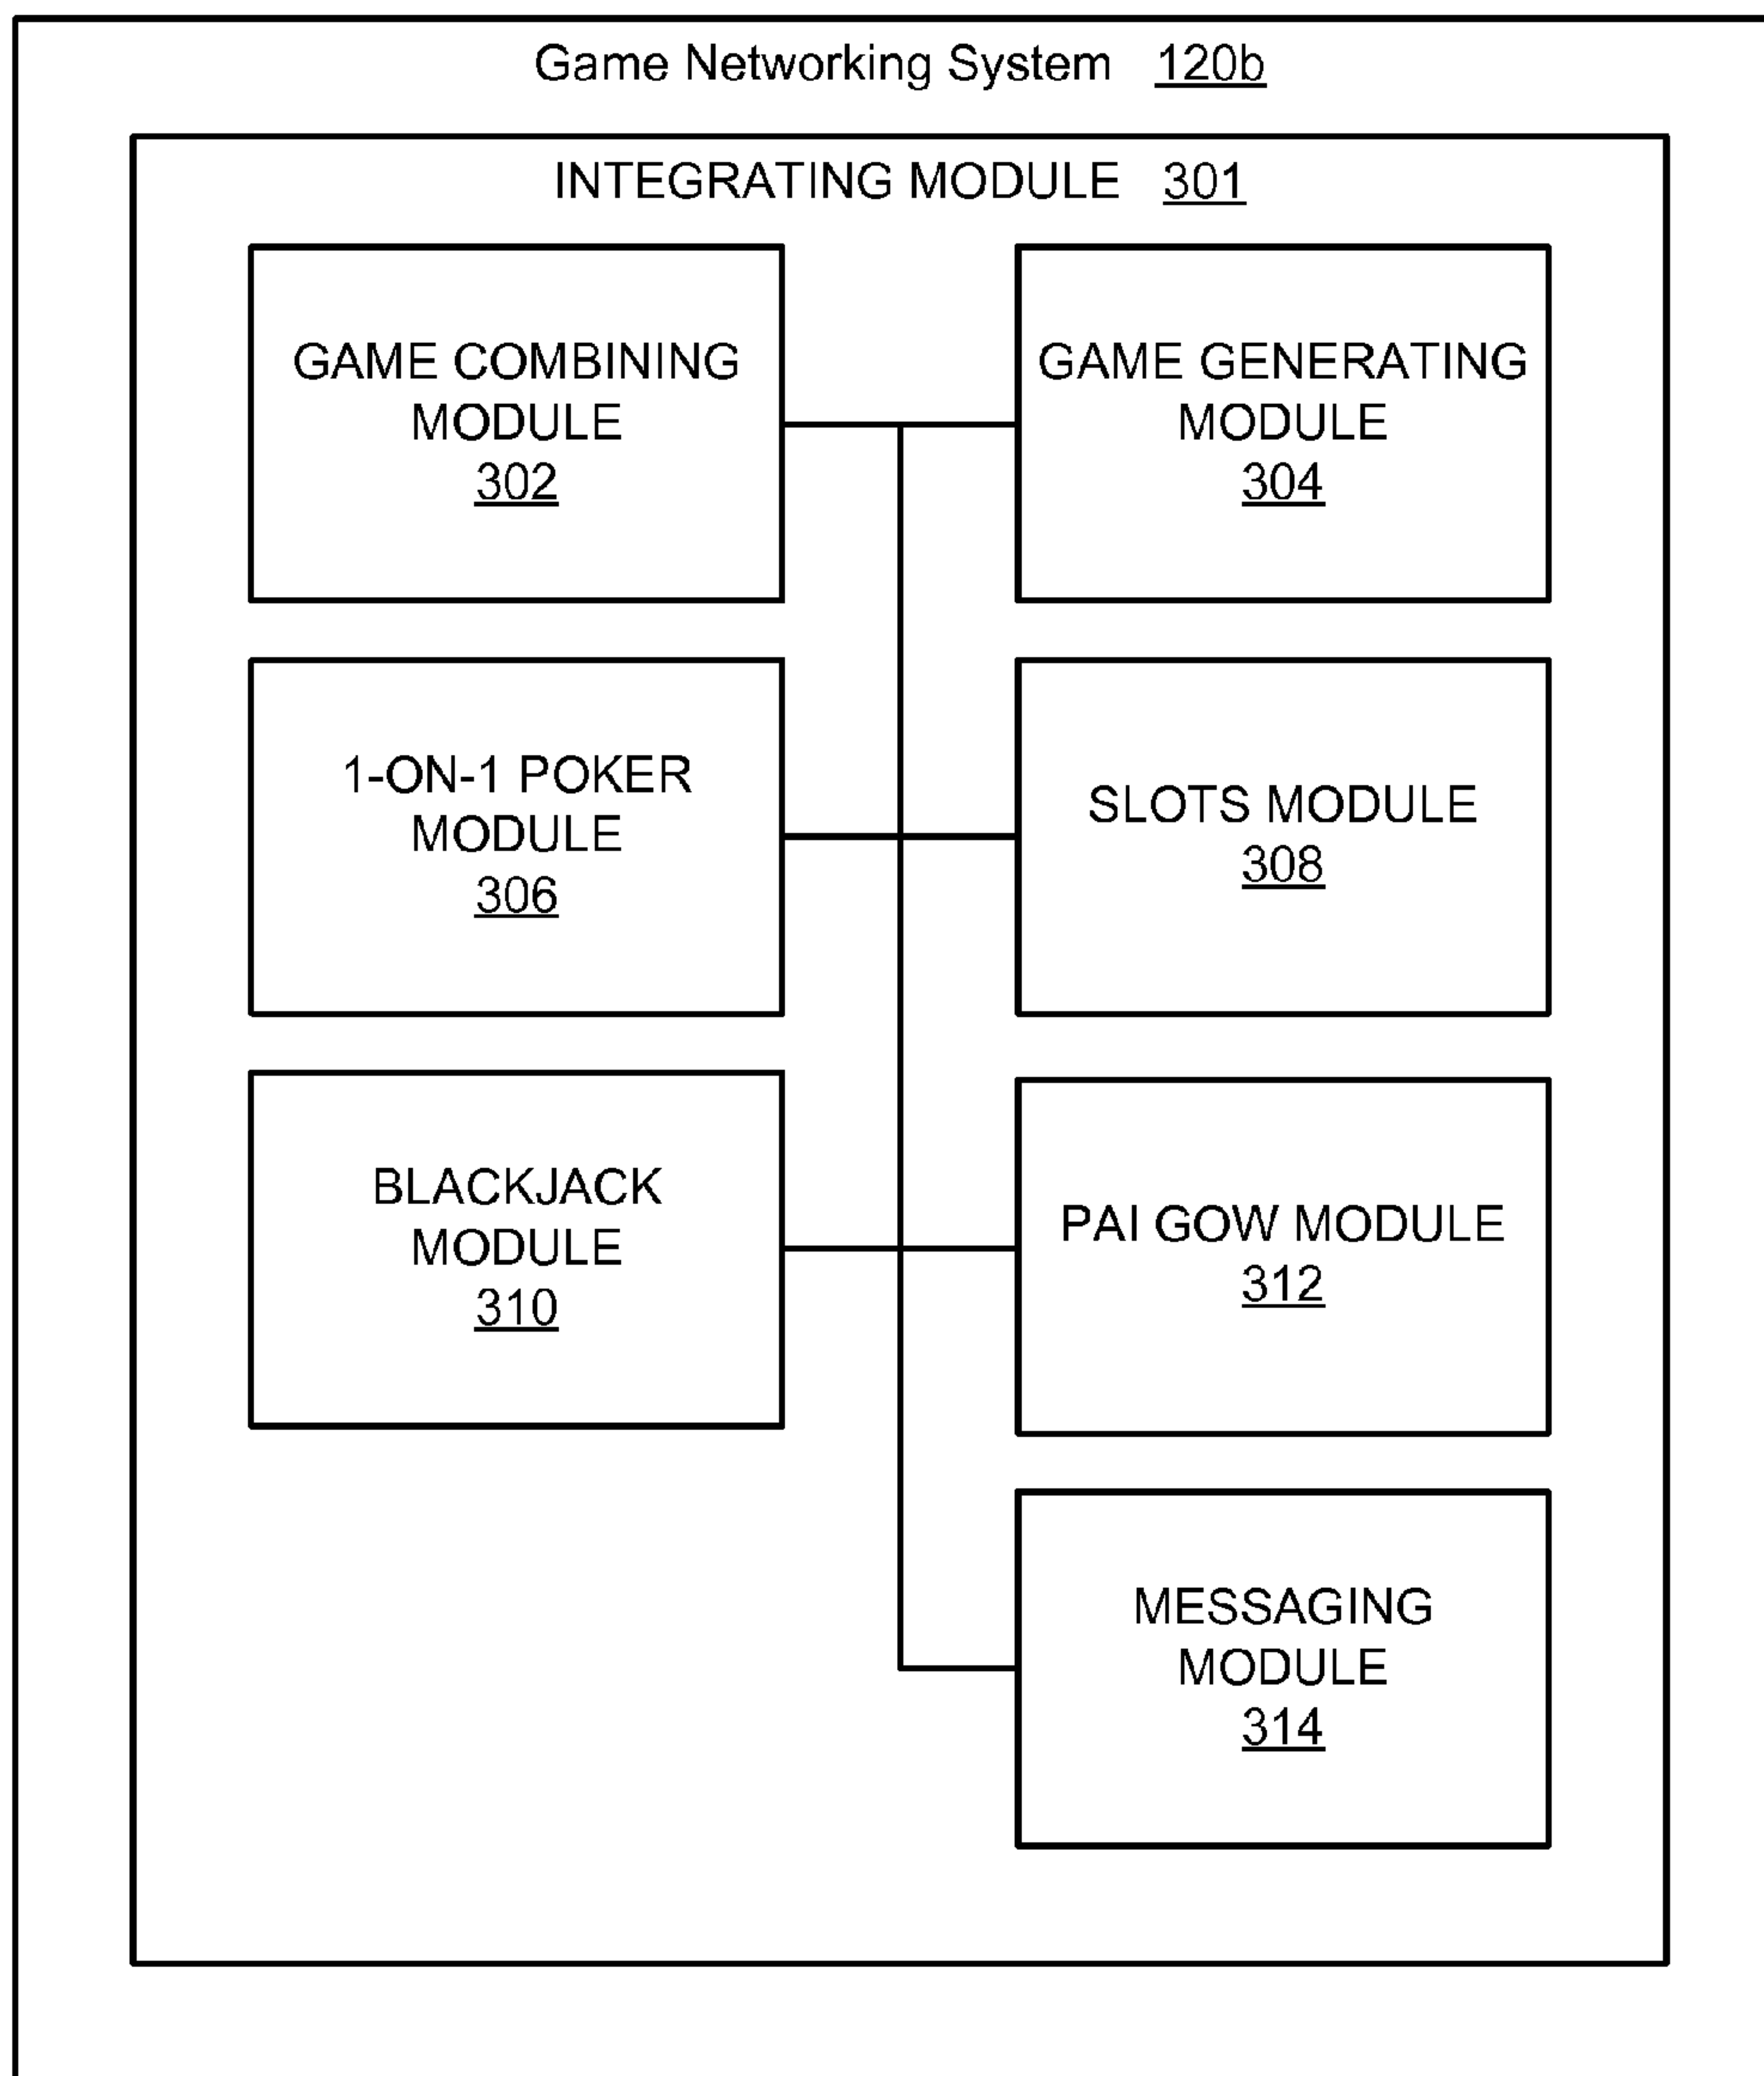 Game Networking System 120b
INTEGRATING MODULE 301
GAME COMBINING
MODULE
302
GAME GENERATING
MODULE
304
1-ON-1 POKER
MODULE
306
SLOTS MODULE
308
BLACKJACK
MODULE
310
PAI GOW MODULE
312
MESSAGING
MODULE
314